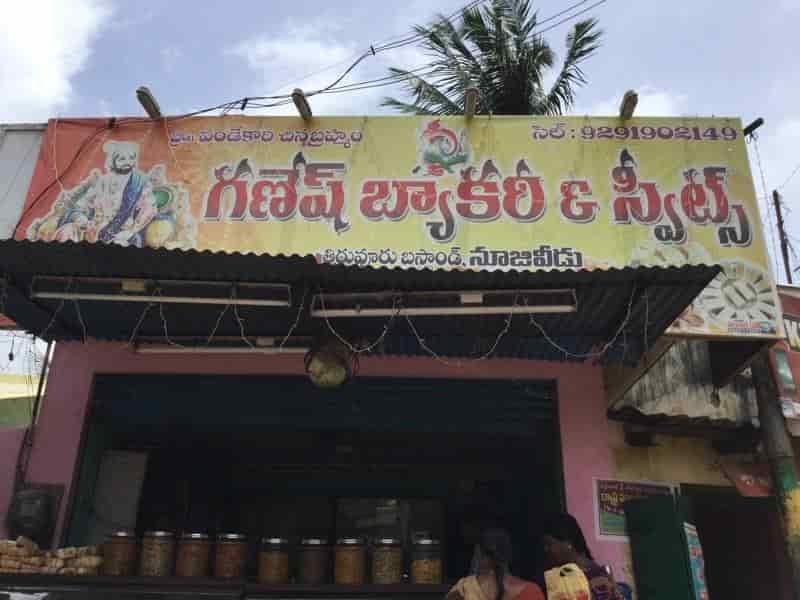 ప్రొ. వెండికారి చిన్నబ్రహ్మం
సెల్ : 9291902149
గణేష్ బ్యాకరీ & స్వీట్స్
తిరువూరు బస్టాండ్, నూజివీడు